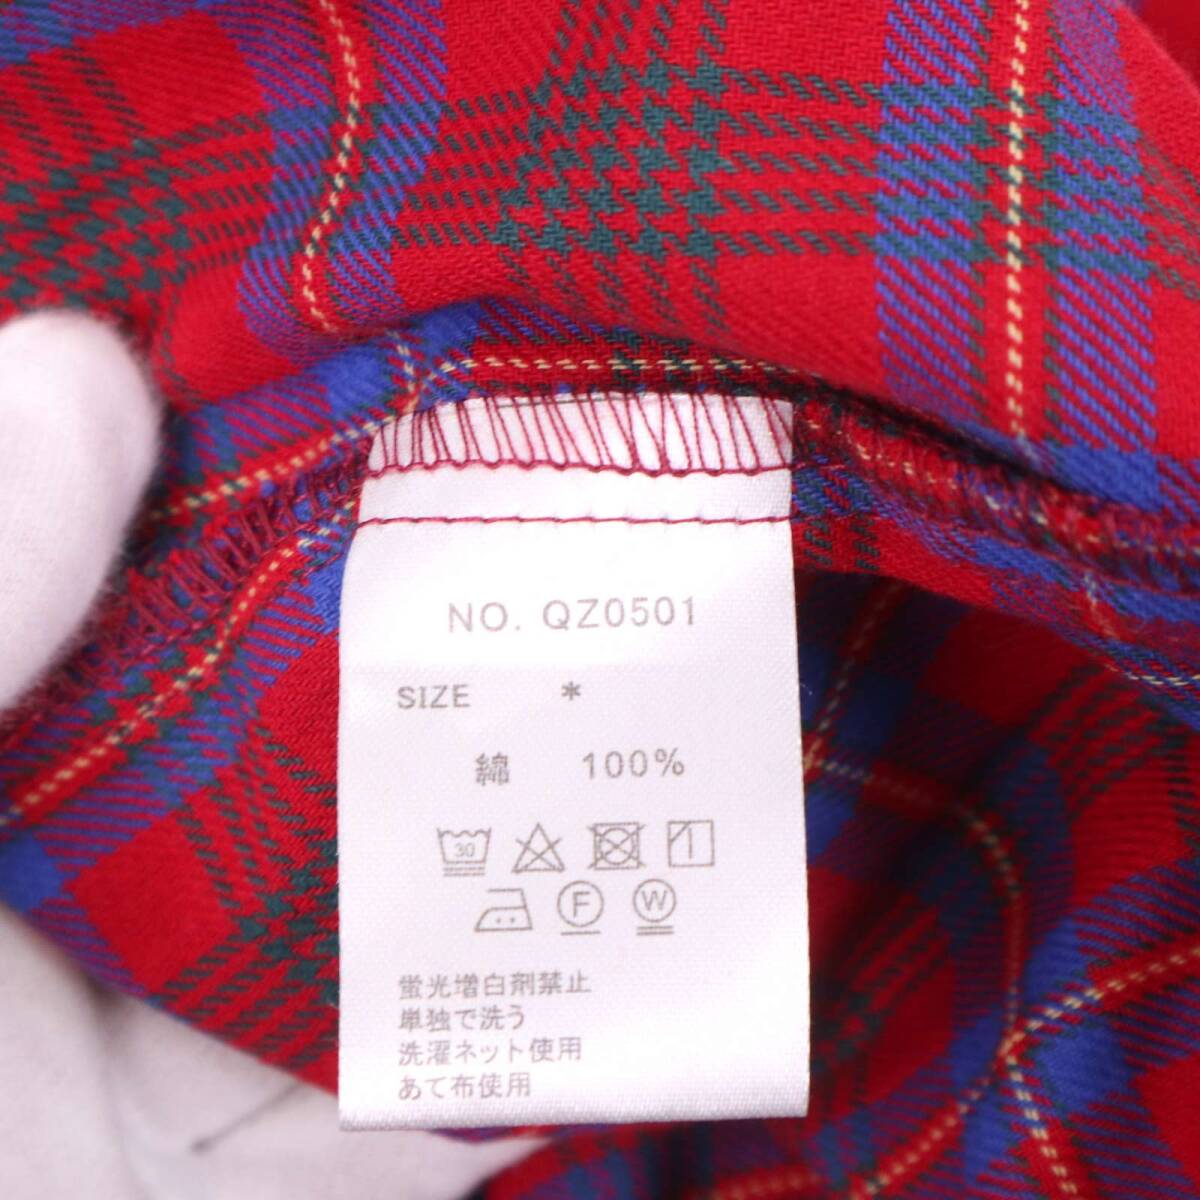 NO. QZ0501
SIZE *
綿 100%
30
F W
蛍光増白剤禁止
単独で洗う
洗濯ネット使用
あて布使用